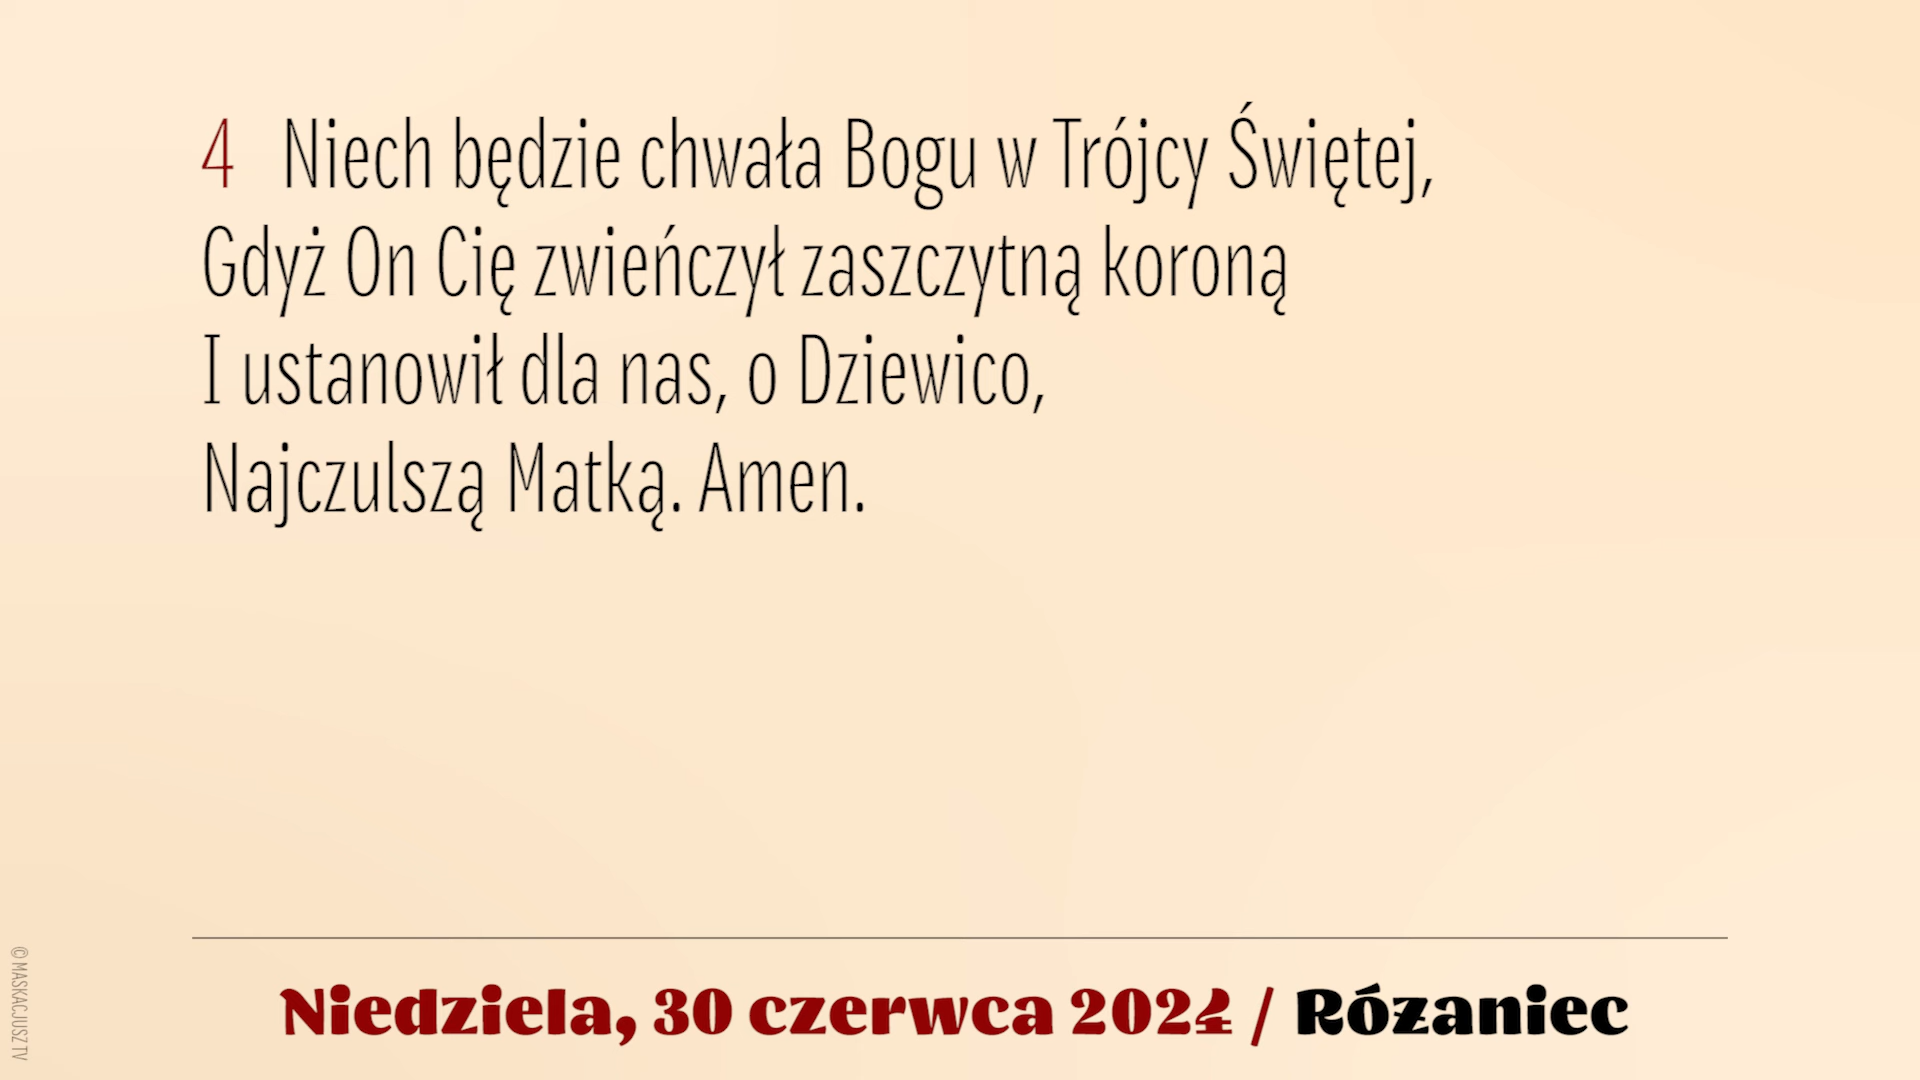 4 Niech będzie chwała Bogu w Trójcy Świętej,
Gdyż On Cię zwieńczył zaszczytną koroną
I ustanowił dla nas, o Dziewico,
Najczulszą Matką. Amen.
Niedziela, 30 czerwca 2024 / Różaniec
© MASKACJUSZ TV